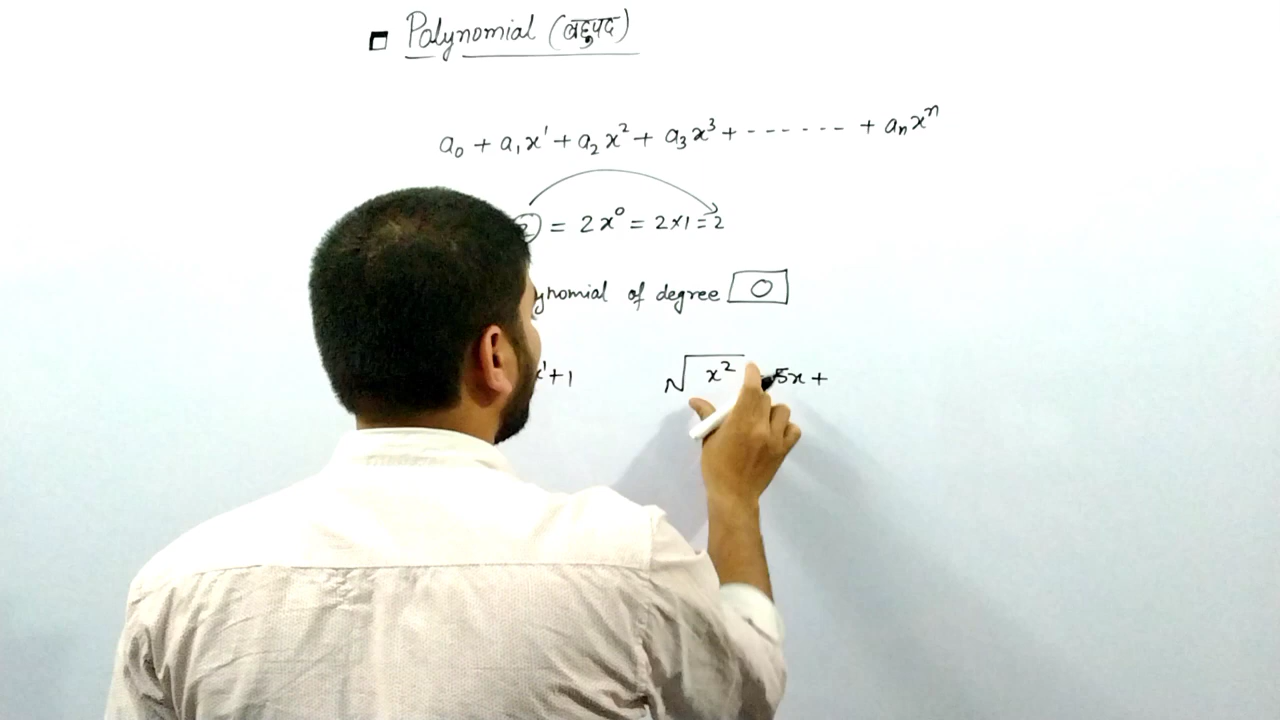 Polynomial (बहुपद)
a₀ + a₁x¹ + a₂x² + a₃x³ + ------ + aₙxⁿ
2 = 2x⁰ = 2×1 = 2
ynomial of degree 0
x¹+1 √x² 5x +